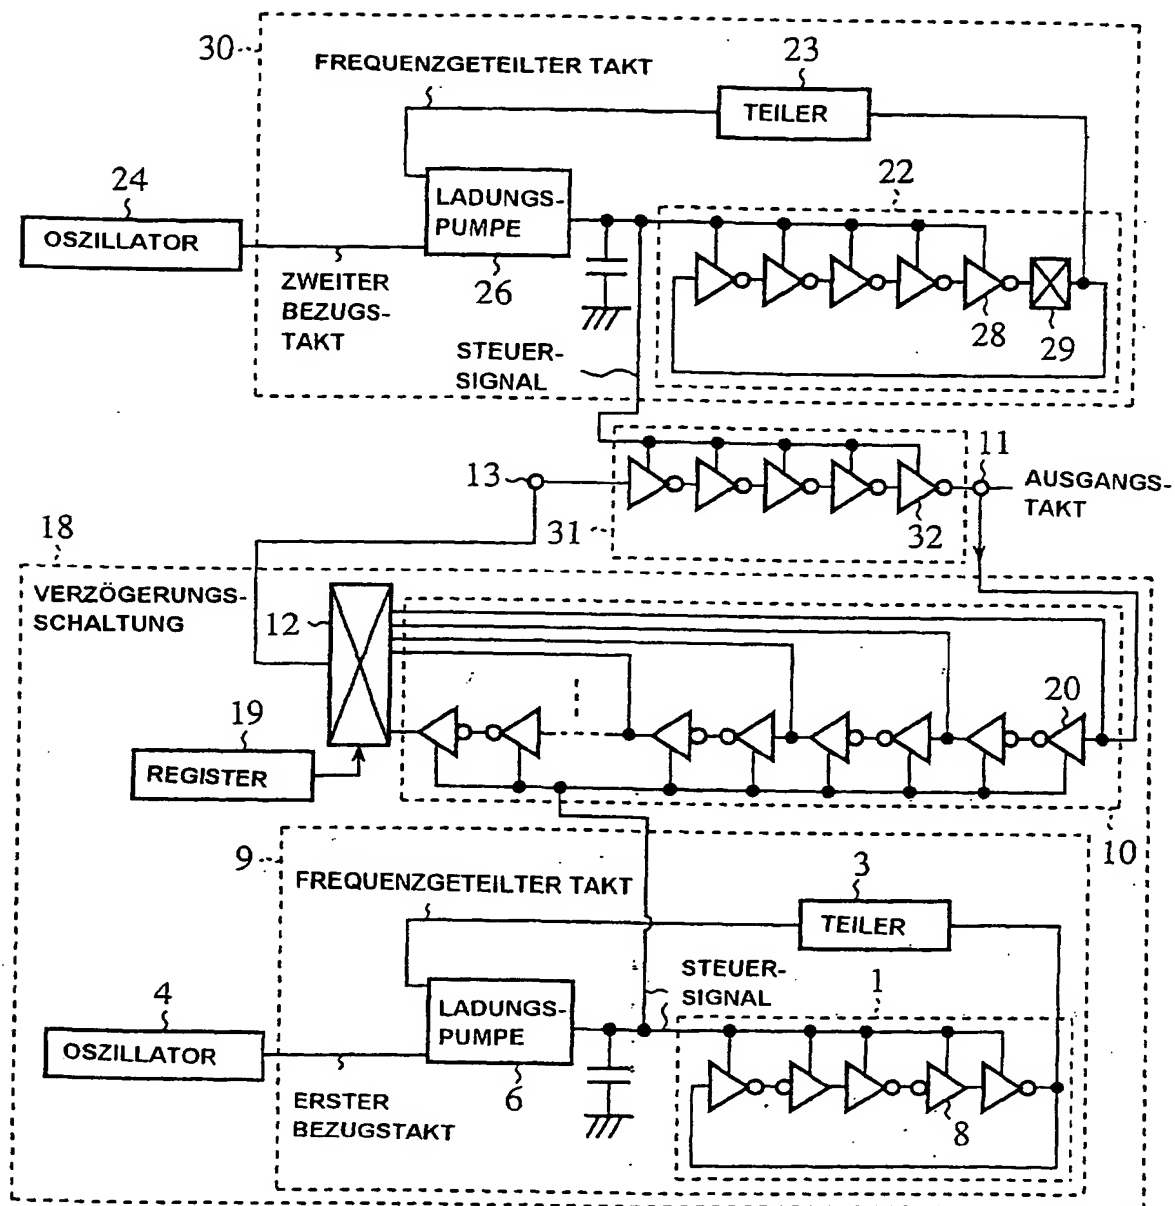 30
FREQUENZGETEILTER TAKT
23
TEILER
24
OSZILLATOR
LADUNGS-
PUMPE
26
22
ZWEITER
BEZUGS-
TAKT
28
29
STEUER-
SIGNAL
13
11
AUSGANGS-
TAKT
31
32
18
VERZÖGERUNGS-
SCHALTUNG
12
20
19
REGISTER
10
9
FREQUENZGETEILTER TAKT
3
TEILER
STEUER-
SIGNAL
1
4
OSZILLATOR
LADUNGS-
PUMPE
6
ERSTER
BEZUGSTAKT
8